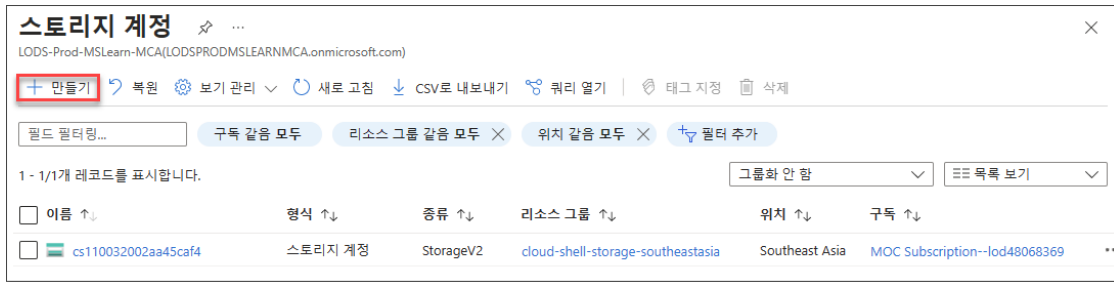 스토리지 계정
LODS-Prod-MSLearn-MCA(LODSPRODMSLEARNMCA.onmicrosoft.com)
만들기 복원 보기 관리 새로 고침 CSV로 내보내기 쿼리 열기 태그 지정 삭제
필드 필터링... 구독 같음 모두 리소스 그룹 같음 모두 위치 같음 모두 필터 추가
1 - 1/1개 레코드를 표시합니다. 그룹화 안 함 목록 보기
이름 형식 종류 리소스 그룹 위치 구독
cs110032002aa45caf4 스토리지 계정 StorageV2 cloud-shell-storage-southeastasia Southeast Asia MOC Subscription--lod48068369